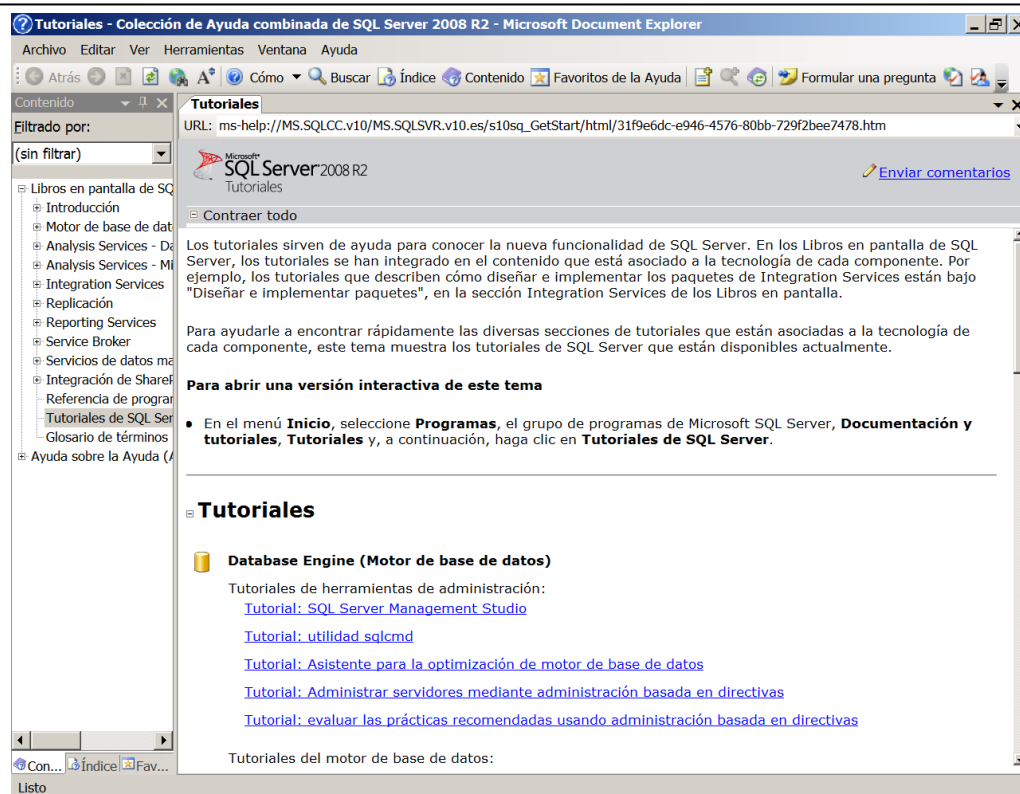 Tutoriales - Colección de Ayuda combinada de SQL Server 2008 R2 - Microsoft Document Explorer
Archivo Editar Ver Herramientas Ventana Ayuda
Atrás Cómo Buscar Índice Contenido Favoritos de la Ayuda Formular una pregunta
Contenido
Filtrado por:
(sin filtrar)
Libros en pantalla de SQ
Introducción
Motor de base de dat
Analysis Services - Da
Analysis Services - Mi
Integration Services
Replicación
Reporting Services
Service Broker
Servicios de datos ma
Integración de ShareP
Referencia de program
Tutoriales de SQL Ser
Glosario de términos
Ayuda sobre la Ayuda (A
Con... Índice Fav...
Tutoriales
URL: ms-help://MS.SQLCC.v10/MS.SQLSVR.v10.es/s10sq_GetStart/html/31f9e6dc-e946-4576-80bb-729f2bee7478.htm
Microsoft
SQL Server 2008 R2
Tutoriales
Enviar comentarios
Contraer todo
Los tutoriales sirven de ayuda para conocer la nueva funcionalidad de SQL Server. En los Libros en pantalla de SQL
Server, los tutoriales se han integrado en el contenido que está asociado a la tecnología de cada componente. Por
ejemplo, los tutoriales que describen cómo diseñar e implementar los paquetes de Integration Services están bajo
"Diseñar e implementar paquetes", en la sección Integration Services de los Libros en pantalla.
Para ayudarle a encontrar rápidamente las diversas secciones de tutoriales que están asociadas a la tecnología de
cada componente, este tema muestra los tutoriales de SQL Server que están disponibles actualmente.
Para abrir una versión interactiva de este tema
• En el menú Inicio, seleccione Programas, el grupo de programas de Microsoft SQL Server, Documentación y
tutoriales, Tutoriales y, a continuación, haga clic en Tutoriales de SQL Server.
Tutoriales
Database Engine (Motor de base de datos)
Tutoriales de herramientas de administración:
Tutorial: SQL Server Management Studio
Tutorial: utilidad sqlcmd
Tutorial: Asistente para la optimización de motor de base de datos
Tutorial: Administrar servidores mediante administración basada en directivas
Tutorial: evaluar las prácticas recomendadas usando administración basada en directivas
Tutoriales del motor de base de datos:
Listo